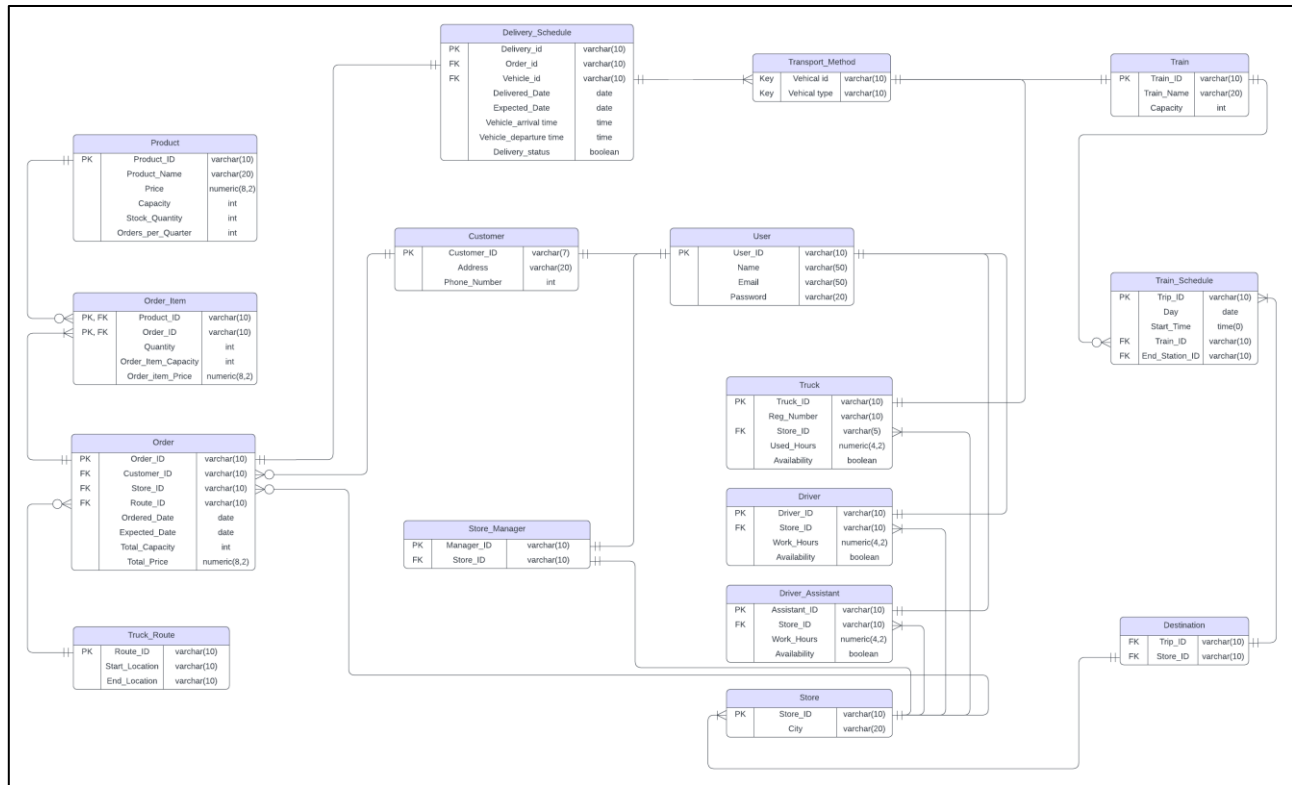 Delivery_Schedule
PK Delivery_id varchar(10)
FK Order_id varchar(10)
FK Vehicle_id varchar(10)
Delivered_Date date
Expected_Date date
Vehicle_arrival time time
Vehicle_departure time time
Delivery_status boolean
Transport_Method
Key Vehical id varchar(10)
Key Vehical type varchar(10)
Train
PK Train_ID varchar(10)
Train_Name varchar(20)
Capacity int
Product
PK Product_ID varchar(10)
Product_Name varchar(20)
Price numeric(8,2)
Capacity int
Stock_Quantity int
Orders_per_Quarter int
Customer
PK Customer_ID varchar(7)
Address varchar(20)
Phone_Number int
User
PK User_ID varchar(10)
Name varchar(50)
Email varchar(50)
Password varchar(20)
Order_Item
PK, FK Product_ID varchar(10)
PK, FK Order_ID varchar(10)
Quantity int
Order_Item_Capacity int
Order_item_Price numeric(8,2)
Train_Schedule
PK Trip_ID varchar(10)
Day date
Start_Time time(0)
FK Train_ID varchar(10)
FK End_Station_ID varchar(10)
Truck
PK Truck_ID varchar(10)
Reg_Number varchar(10)
FK Store_ID varchar(5)
Used_Hours numeric(4,2)
Availability boolean
Order
PK Order_ID varchar(10)
FK Customer_ID varchar(10)
FK Store_ID varchar(10)
FK Route_ID varchar(10)
Ordered_Date date
Expected_Date date
Total_Capacity int
Total_Price numeric(8,2)
Store_Manager
PK Manager_ID varchar(10)
FK Store_ID varchar(10)
Driver
PK Driver_ID varchar(10)
FK Store_ID varchar(10)
Work_Hours numeric(4,2)
Availability boolean
Driver_Assistant
PK Assistant_ID varchar(10)
FK Store_ID varchar(10)
Work_Hours numeric(4,2)
Availability boolean
Truck_Route
PK Route_ID varchar(10)
Start_Location varchar(10)
End_Location varchar(10)
Destination
FK Trip_ID varchar(10)
FK Store_ID varchar(10)
Store
PK Store_ID varchar(10)
City varchar(20)